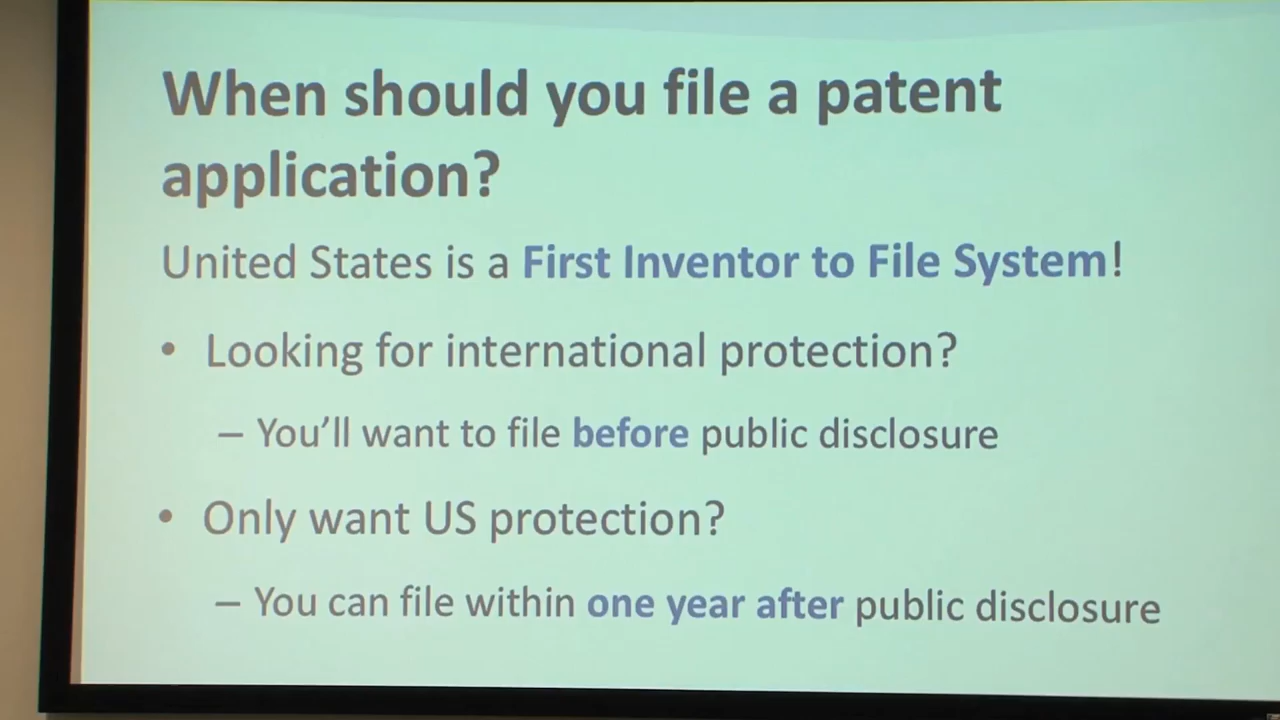 When should you file a patent
application?
United States is a First Inventor to File System!
• Looking for international protection?
– You’ll want to file before public disclosure
• Only want US protection?
– You can file within one year after public disclosure